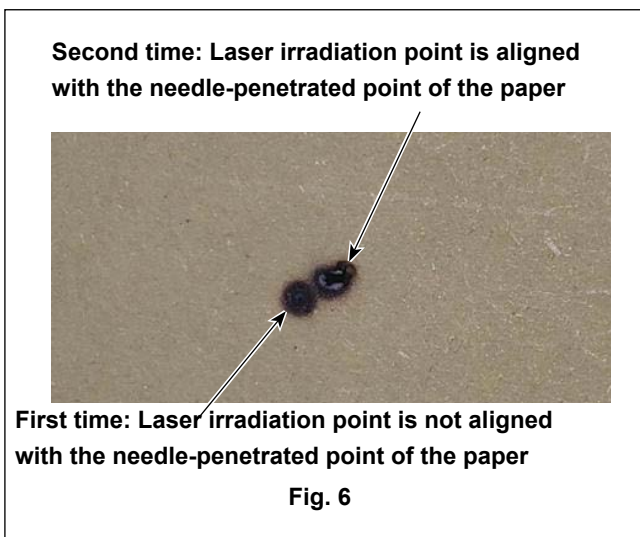 Second time: Laser irradiation point is aligned
with the needle-penetrated point of the paper
First time: Laser irradiation point is not aligned
with the needle-penetrated point of the paper
Fig. 6